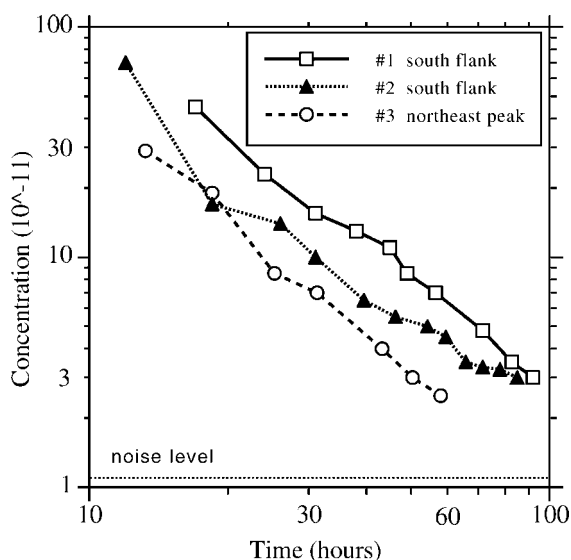 100
#1 south flank
#2 south flank
#3 northeast peak
30
10
3
1
Concentration (10^-11)
noise level
10
30
60
100
Time (hours)